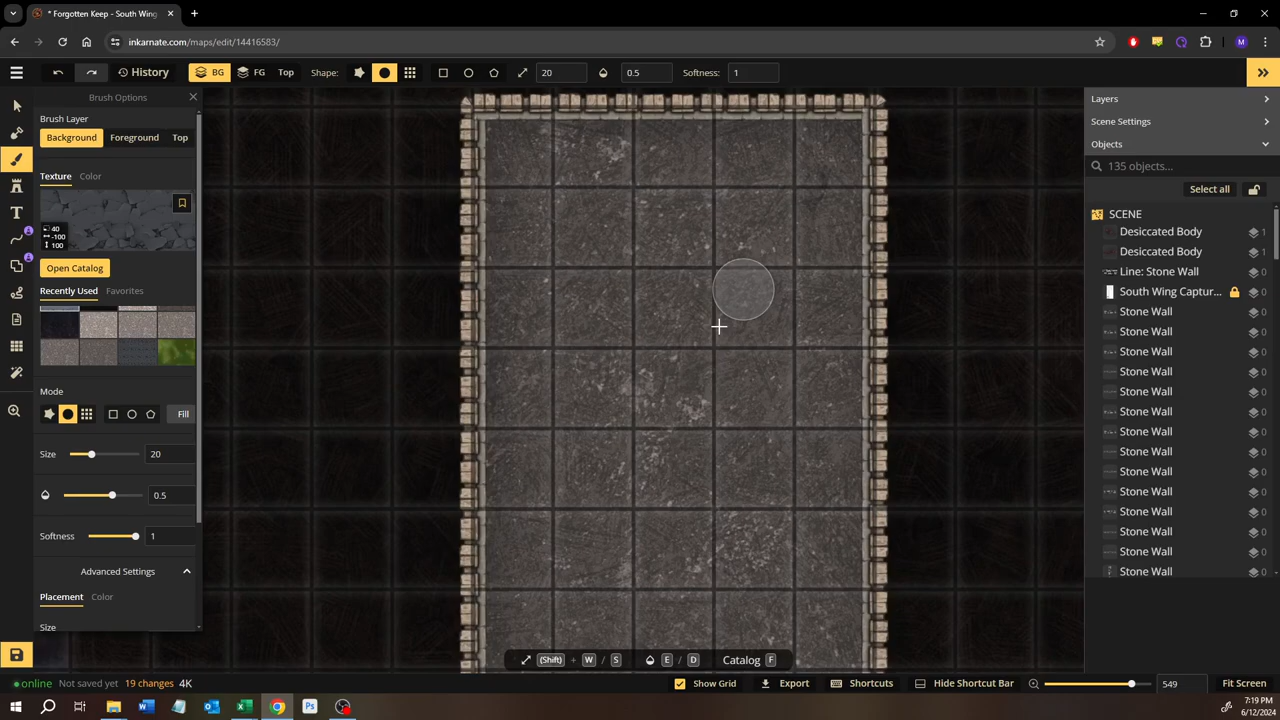 * Forgotten Keep - South Wing
inkarnate.com/maps/edit/14416583/
M
History
BG
FG
Top
Shape:
20
0.5
Softness:
1
Brush Options
Brush Layer
Background
Foreground
Top
Texture
Color
40
-100
100
Open Catalog
Recently Used
Favorites
Mode
Fill
Size
20
0.5
Softness
1
Advanced Settings
Placement
Color
Size
Layers
Scene Settings
Objects
135 objects...
Select all
SCENE
Desiccated Body
1
Desiccated Body
1
Line: Stone Wall
0
South Wing Captur...
0
Stone Wall
0
Stone Wall
0
Stone Wall
0
Stone Wall
0
Stone Wall
0
Stone Wall
0
Stone Wall
0
Stone Wall
0
Stone Wall
0
Stone Wall
0
Stone Wall
0
Stone Wall
0
Stone Wall
0
Stone Wall
0
(Shift) + W / S
E / D
Catalog F
online
Not saved yet
19 changes
4K
Show Grid
Export
Shortcuts
Hide Shortcut Bar
549
Fit Screen
7:19 PM
6/12/2024